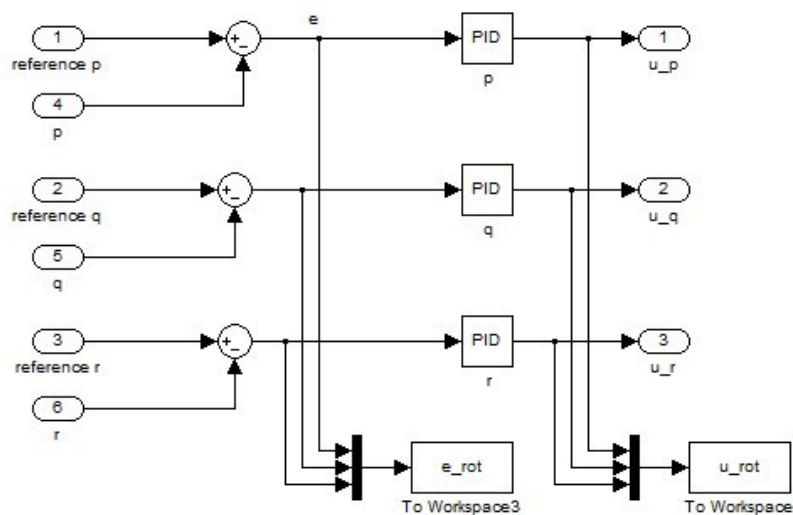 e
1
+
−
PID
1
reference p
p
u_p
4
p
2
+
−
PID
2
reference q
q
u_q
5
q
3
+
−
PID
3
reference r
r
u_r
6
r
e_rot
u_rot
To Workspace3
To Workspace